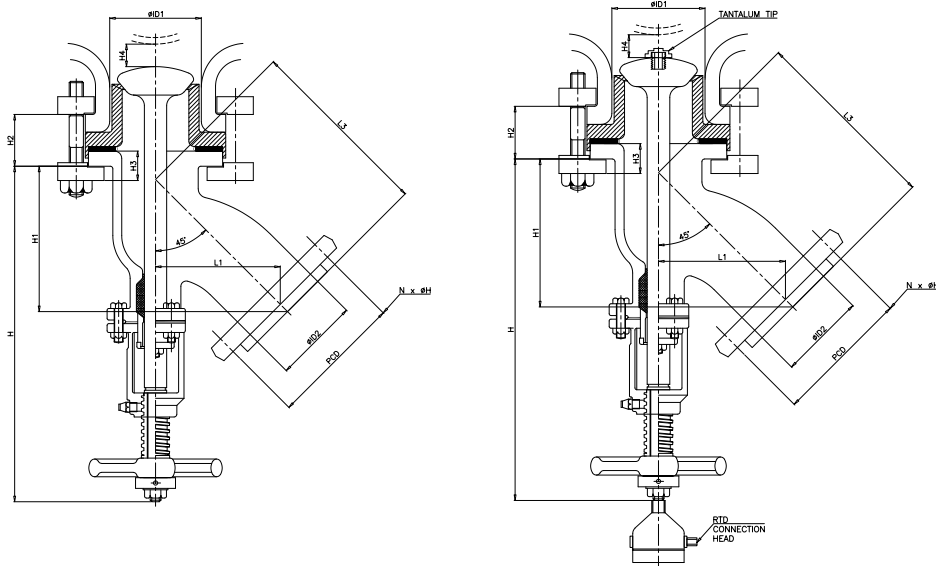 øID1
H4
H2
H3
L3
H1
45°
L1
N x øH
H
øID2
PCD
øID1
TANTALUM TIP
H4
H2
H3
L3
H1
45°
L1
N x øH
H
øID2
PCD
RTD
CONNECTION
HEAD